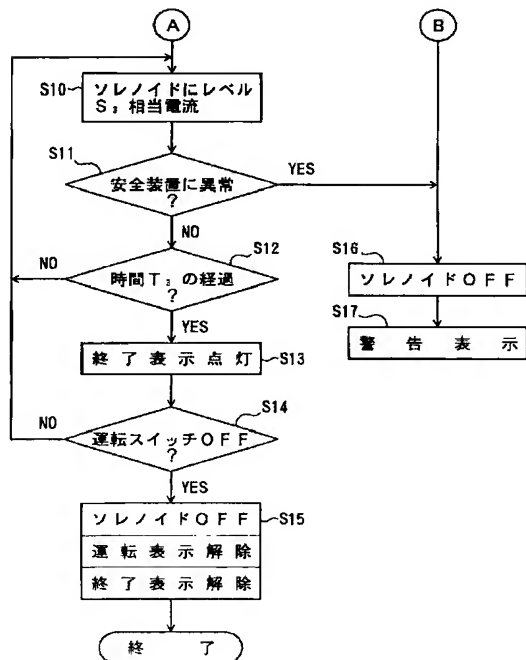 A
B
S10
ソレノイドにレベル
S₂ 相当電流
S11
安全装置に異常
?
YES
NO
S12
NO
時間T₂ の経過
?
YES
S16
ソレノイドOFF
S17
警告表示
終了表示点灯
S13
S14
NO
運転スイッチOFF
?
YES
ソレノイドOFF
S15
運転表示解除
終了表示解除
終了